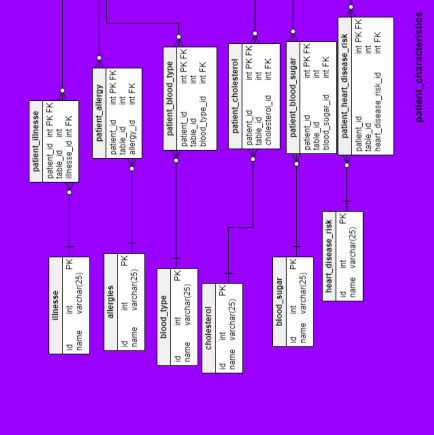 patient_illnesse
patient_id int PK FK
table_id int
illnesse_id int FK
patient_allergy
patient_id int PK FK
table_id int
allergy_id int FK
patient_blood_type
patient_id int PK FK
table_id int
blood_type_id int FK
patient_cholesterol
patient_id int PK FK
table_id int
cholesterol_id int FK
patient_blood_sugar
patient_id int PK FK
table_id int
blood_sugar_id int FK
patient_heart_disease_risk
patient_id int PK FK
table_id int
heart_disease_risk_id int FK
patient_characteristics
illnesse
id int PK
name varchar(25)
allergies
id int PK
name varchar(25)
blood_type
id int PK
name varchar(25)
cholesterol
id int PK
name varchar(25)
blood_sugar
id int PK
name varchar(25)
heart_disease_risk
id int PK
name varchar(25)